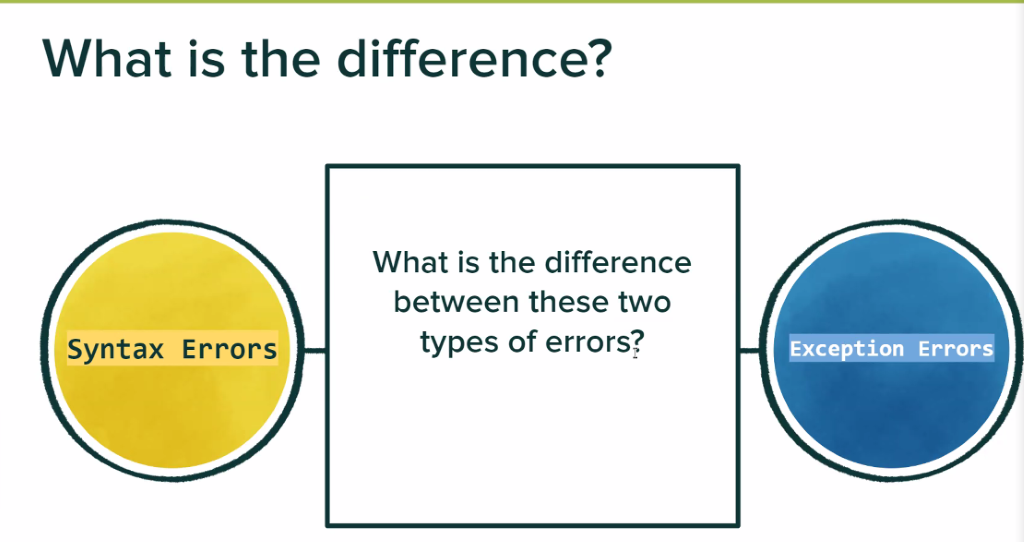 What is the difference?
What is the difference
between these two
types of errors?
Syntax Errors
Exception Errors